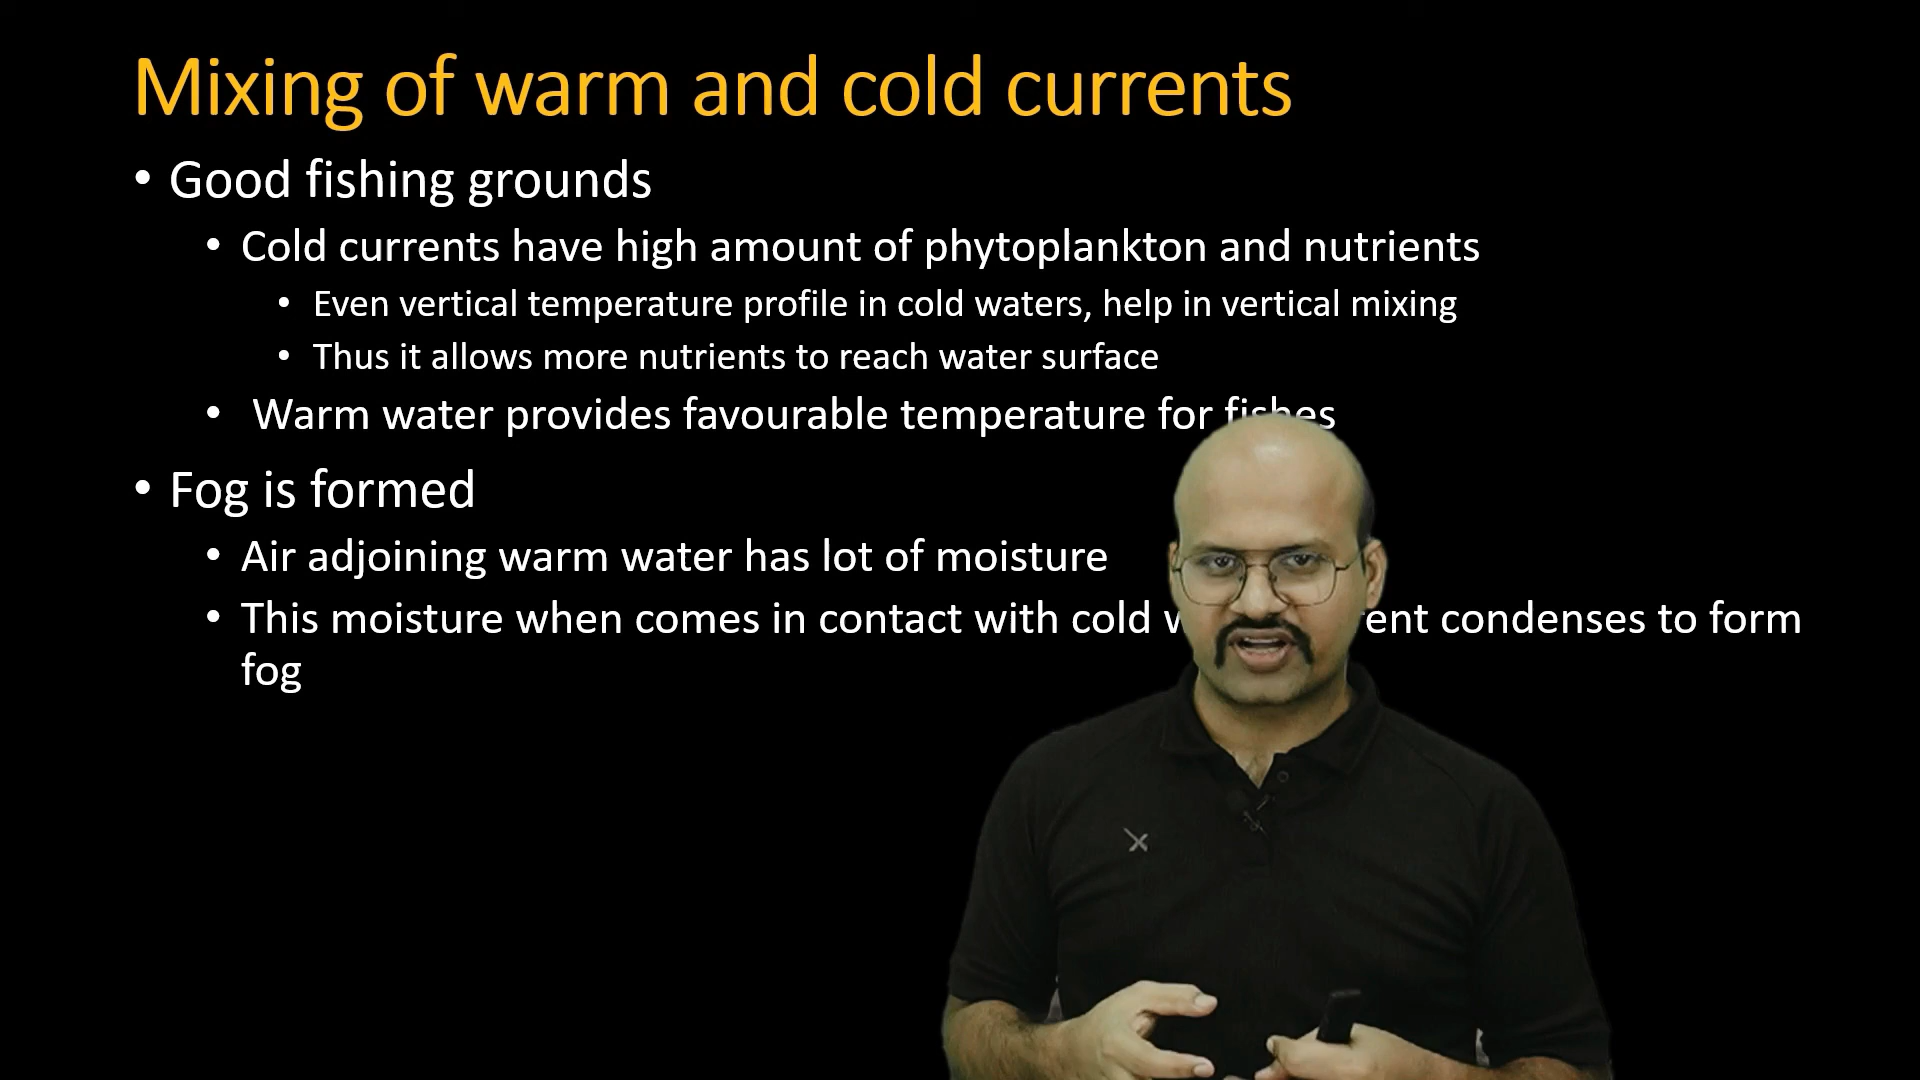 Mixing of warm and cold currents
• Good fishing grounds
• Cold currents have high amount of phytoplankton and nutrients
• Even vertical temperature profile in cold waters, help in vertical mixing
• Thus it allows more nutrients to reach water surface
• Warm water provides favourable temperature for fishes
• Fog is formed
• Air adjoining warm water has lot of moisture
• This moisture when comes in contact with cold condenses to form
fog